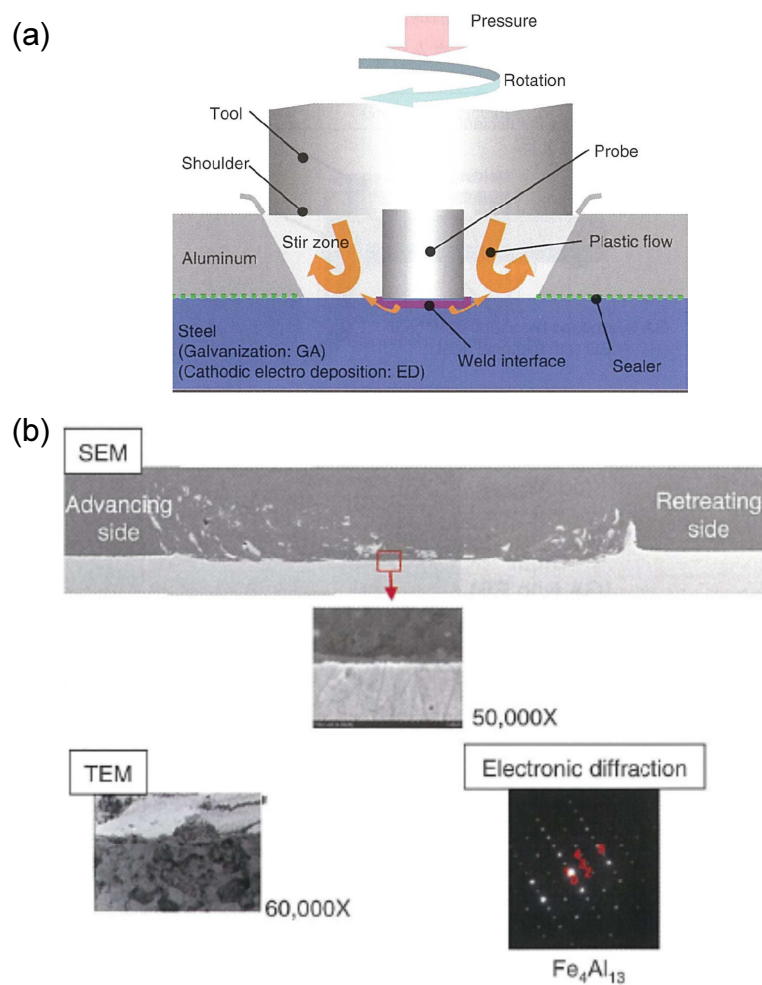 (a)
Pressure
Rotation
Tool
Probe
Shoulder
Stir zone
Plastic flow
Aluminum
Steel
(Galvanization: GA)
(Cathodic electro deposition: ED)
Weld interface
Sealer
(b)
SEM
Advancing
side
Retreating
side
50,000X
TEM
Electronic diffraction
60,000X
Fe₄Al₁₃